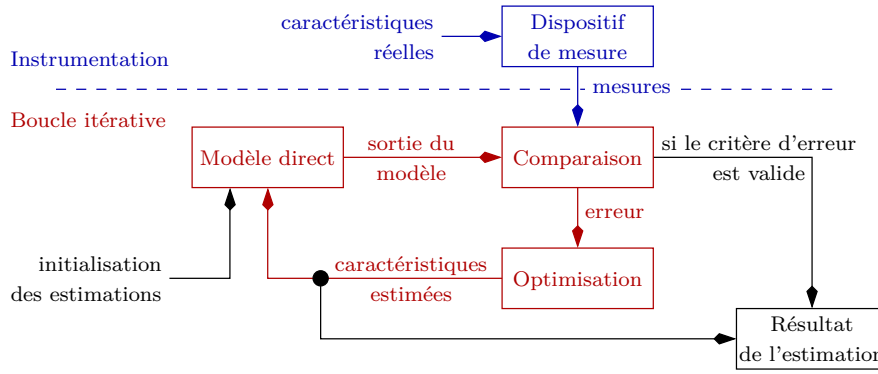 caractéristiques
réelles
Dispositif
de mesure
Instrumentation
mesures
Boucle itérative
Modèle direct
sortie du
modèle
Comparaison
si le critère d'erreur
est valide
erreur
initialisation
des estimations
caractéristiques
estimées
Optimisation
Résultat
de l'estimation